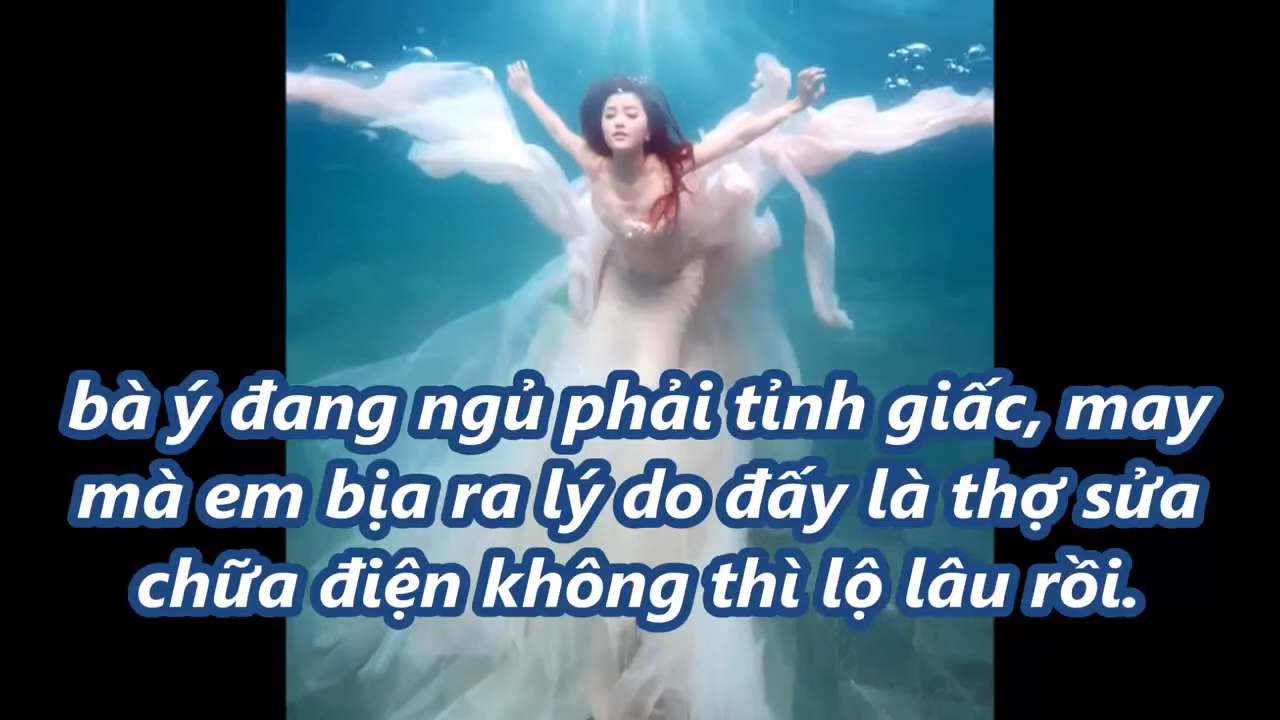 bà ý đang ngủ phải tỉnh giấc, may
mà em bịa ra lý do đấy là thợ sửa
chữa điện không thì lộ lâu rồi.